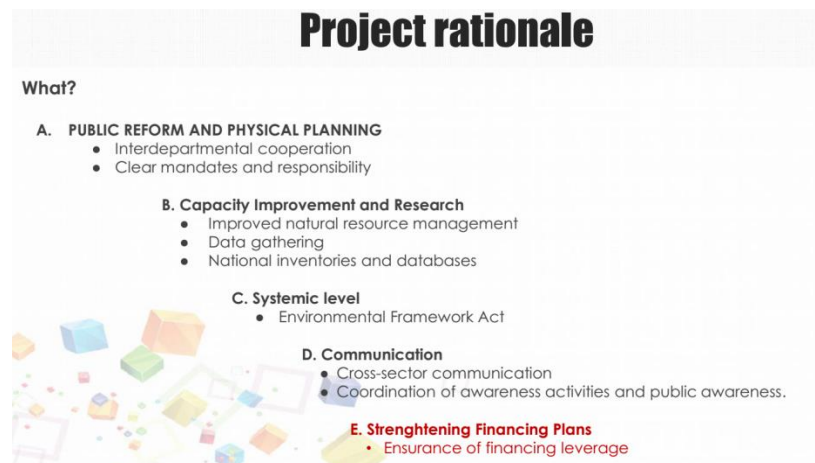 Project rationale
What?
A. PUBLIC REFORM AND PHYSICAL PLANNING
● Interdepartmental cooperation
● Clear mandates and responsibility
B. Capacity Improvement and Research
● Improved natural resource management
● Data gathering
● National inventories and databases
C. Systemic level
● Environmental Framework Act
D. Communication
● Cross-sector communication
● Coordination of awareness activities and public awareness.
E. Strenghtening Financing Plans
• Ensurance of financing leverage